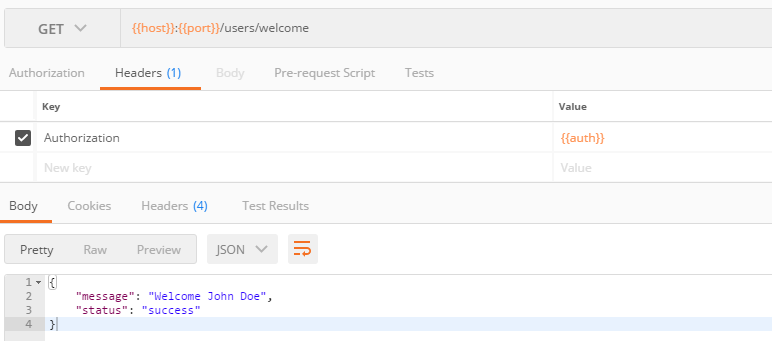 GET {{host}}:{{port}}/users/welcome
Authorization Headers (1) Body Pre-request Script Tests
Key Value
Authorization {{auth}}
New key Value
Body Cookies Headers (4) Test Results
Pretty Raw Preview JSON
1 {
2 "message": "Welcome John Doe",
3 "status": "success"
4 }